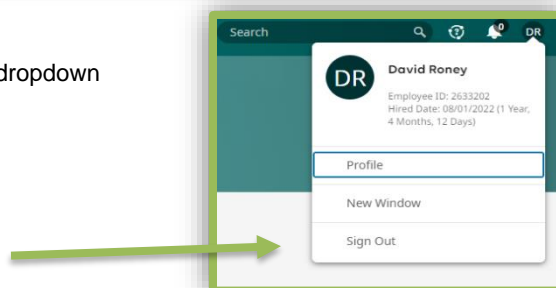 dropdown
Search
0
DR
DR
David Roney
Employee ID: 2633202
Hired Date: 08/01/2022 (1 Year,
4 Months, 12 Days)
Profile
New Window
Sign Out